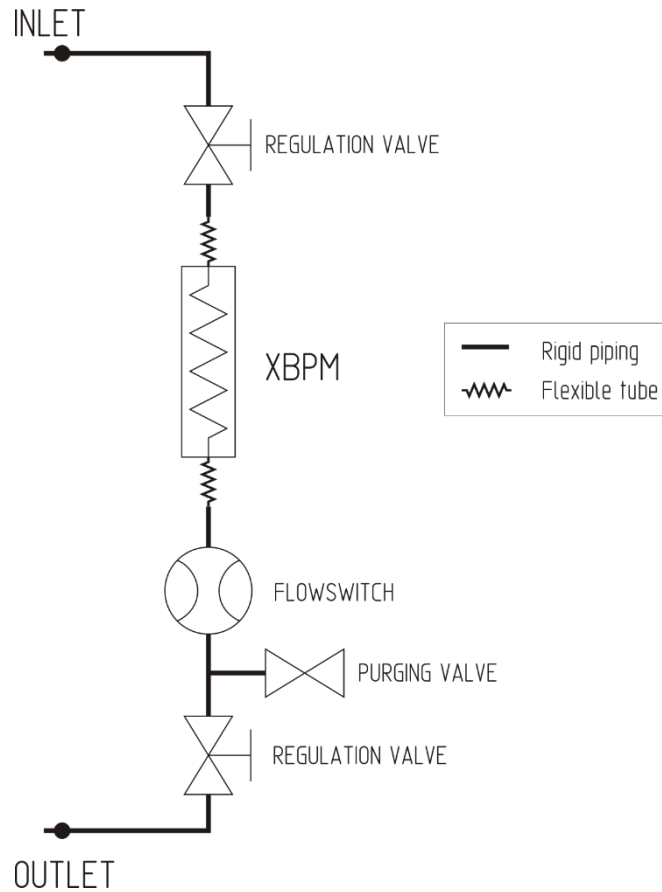 INLET
REGULATION VALVE
XBPM
Rigid piping
Flexible tube
FLOWSWITCH
PURGING VALVE
REGULATION VALVE
OUTLET